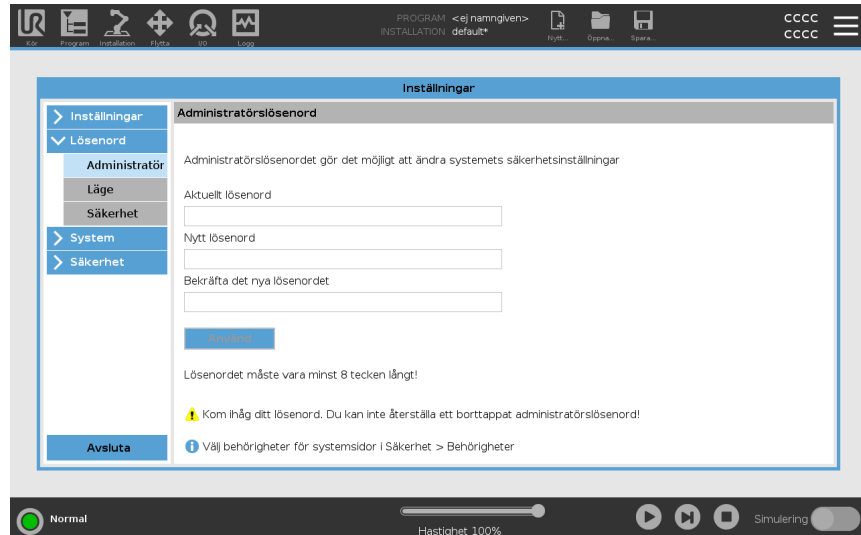 PROGRAM <ej namngiven>
INSTALLATION default*
cccc
cccc
Kör
Program
Installation
Flytta
I/O
Logg
Nytt...
Öppna...
Spara...
Inställningar
Inställningar
Lösenord
Administratör
Läge
Säkerhet
System
Säkerhet
Avsluta
Administratörslösenord
Administratörslösenordet gör det möjligt att ändra systemets säkerhetsinställningar
Aktuellt lösenord
Nytt lösenord
Bekräfta det nya lösenordet
Använd
Lösenordet måste vara minst 8 tecken långt!
Kom ihåg ditt lösenord. Du kan inte återställa ett borttappat administratörslösenord!
Välj behörigheter för systemsidor i Säkerhet > Behörigheter
Normal
Hastighet 100%
Simulering